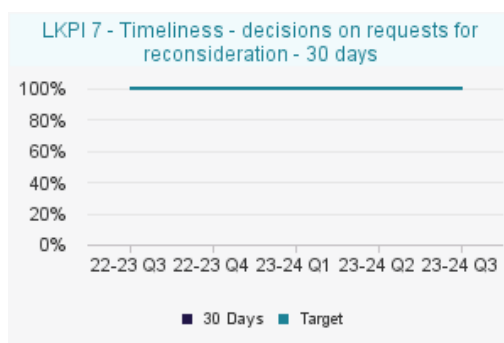 LKPI 7 - Timeliness - decisions on requests for
reconsideration - 30 days
100%
80%
60%
40%
20%
0%
22-23 Q3 22-23 Q4 23-24 Q1 23-24 Q2 23-24 Q3
30 Days Target